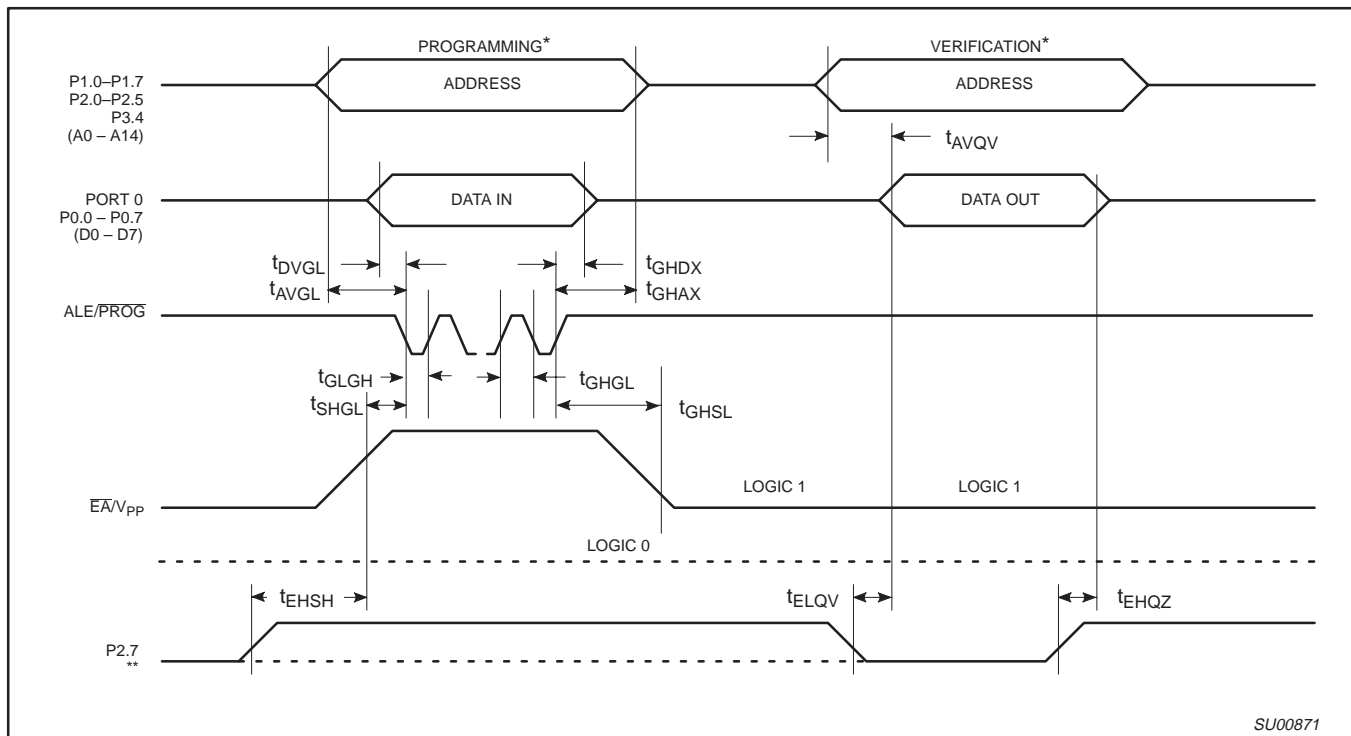 PROGRAMMING*
VERIFICATION*
P1.0–P1.7
P2.0–P2.5
P3.4
(A0 – A14)
ADDRESS
ADDRESS
tAVQV
PORT 0
P0.0 – P0.7
(D0 – D7)
DATA IN
DATA OUT
tDVGL
tGHDX
tAVGL
tGHAX
ALE/PROG
tGLGH
tGHGL
tSHGL
tGHSL
LOGIC 1
LOGIC 1
EA/VPP
LOGIC 0
tEHSH
tELQV
tEHQZ
P2.7
**
SU00871